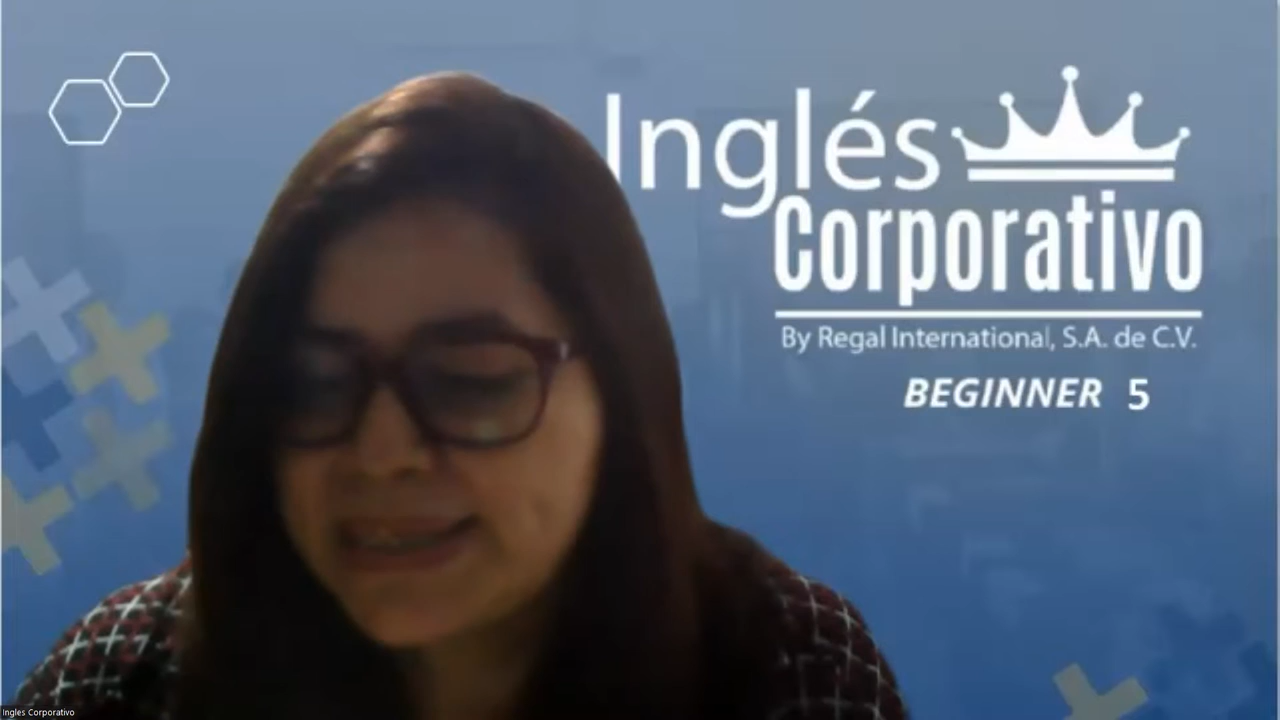 Inglés
Corporativo
By Regal International, S.A. de C.V.
BEGINNER 5
Ingles Corporativo